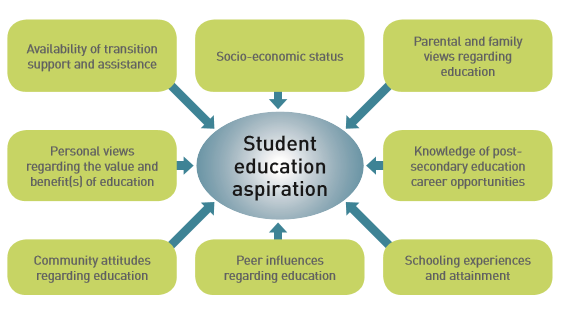 Availability of transition
support and assistance
Socio-economic status
Parental and family
views regarding
education
Personal views
regarding the value and
benefit(s) of education
Student
education
aspiration
Knowledge of post-
secondary education
career opportunities
Community attitudes
regarding education
Peer influences
regarding education
Schooling experiences
and attainment